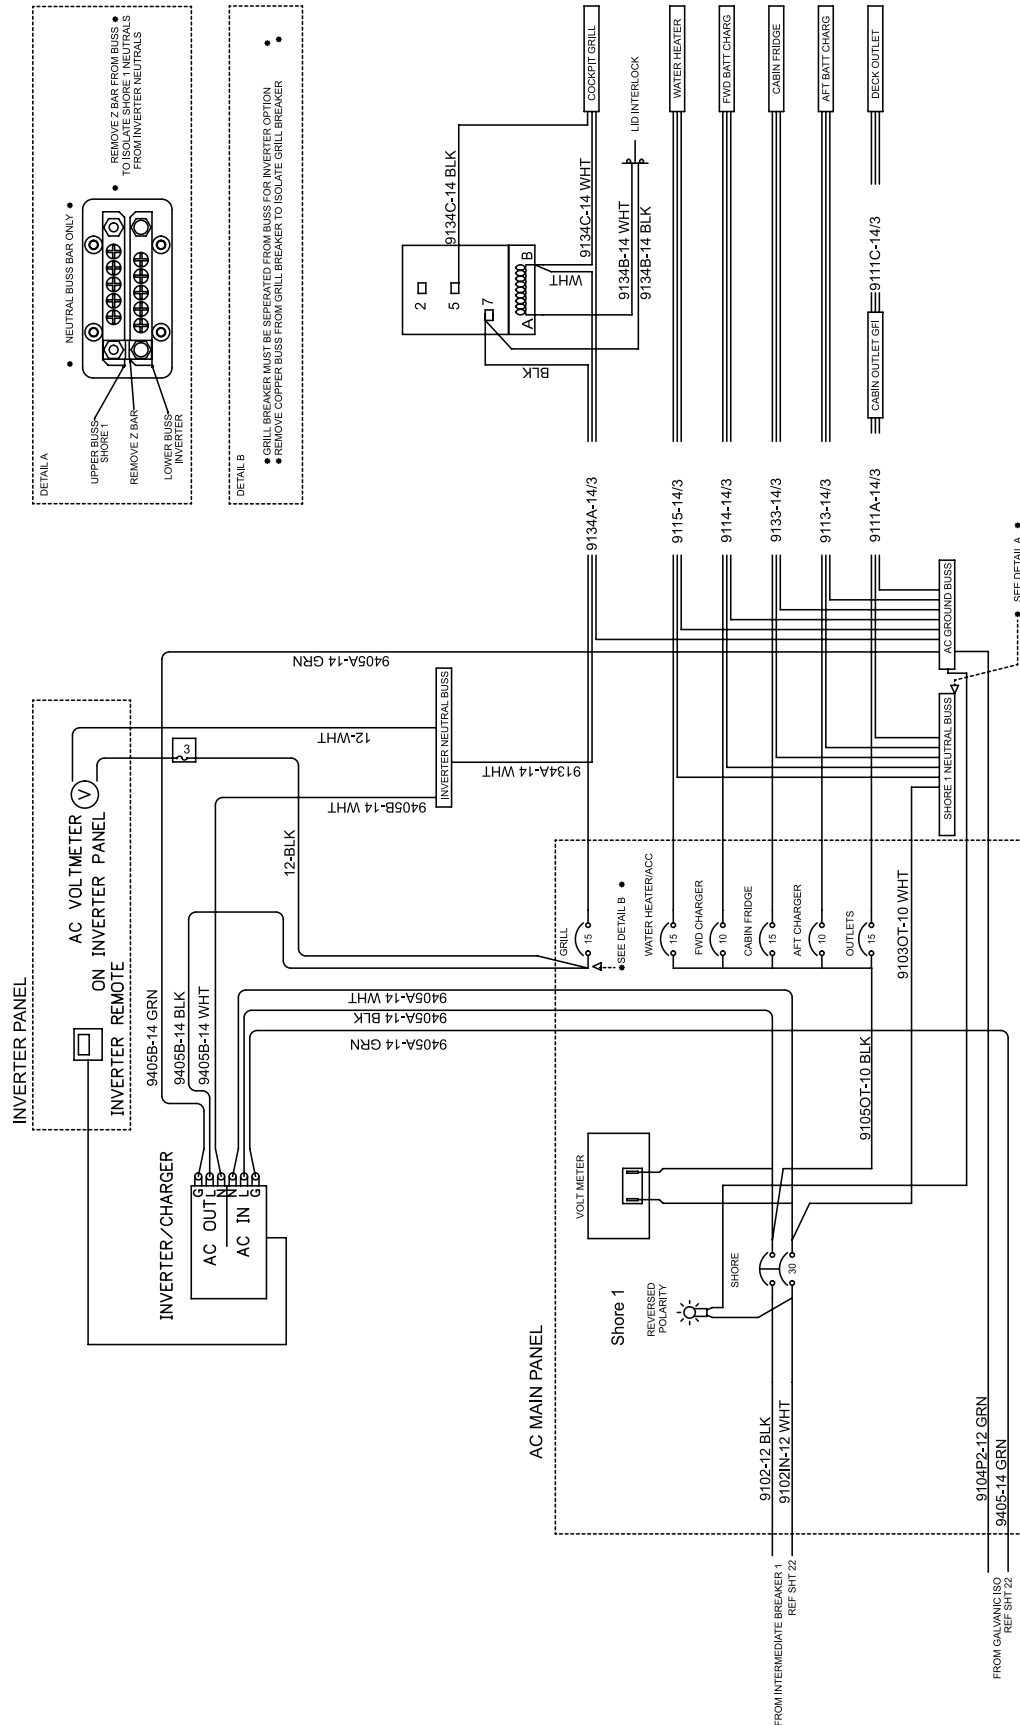 DETAIL A
NEUTRAL BUSS BAR ONLY
REMOVE Z BAR FROM BUSS
TO ISOLATE SHORE 1 NEUTRALS
FROM INVERTER NEUTRALS
UPPER BUSS
SHORE 1
REMOVE Z BAR
LOWER BUSS
INVERTER
DETAIL B
GRILL BREAKER MUST BE SEPERATED FROM BUSS FOR INVERTER OPTION
REMOVE COPPER BUSS FROM GRILL BREAKER TO ISOLATE GRILL BREAKER
COCKPIT GRILL
WATER HEATER
FWD BATT CHARG
CABIN FRIDGE
AFT BATT CHARG
DECK OUTLET
LID INTERLOCK
9134C-14 BLK
9134C-14 WHT
9134B-14 WHT
9134B-14 BLK
9111C-14/3
CABIN OUTLET GFI
2
5
7
A
B
WHT
BLK
9134A-14/3
9115-14/3
9114-14/3
9133-14/3
9113-14/3
9111A-14/3
SEE DETAIL A
AC GROUND BUSS
SHORE 1 NEUTRAL BUSS
9405A-14 GRN
INVERTER NEUTRAL BUSS
12-WHT
9134A-14 WHT
9405B-14 WHT
3
12-BLK
INVERTER PANEL
V
AC VOLTMETER
ON INVERTER PANEL
INVERTER REMOTE
9405B-14 GRN
9405B-14 BLK
9405B-14 WHT
INVERTER/CHARGER
AC OUT
AC IN
G
L
N
N
L
G
9405A-14 WHT
9405A-14 BLK
9405A-14 GRN
GRILL
15
SEE DETAIL B
WATER HEATER/ACC
15
FWD CHARGER
10
CABIN FRIDGE
15
AFT CHARGER
10
OUTLETS
15
9103OT-10 WHT
9105OT-10 BLK
VOLT METER
SHORE
30
Shore 1
REVERSED
POLARITY
AC MAIN PANEL
9102-12 BLK
9102IN-12 WHT
9104P2-12 GRN
9405-14 GRN
FROM INTERMEDIATE BREAKER 1
REF SHT 22
FROM GALVANIC ISO
REF SHT 22